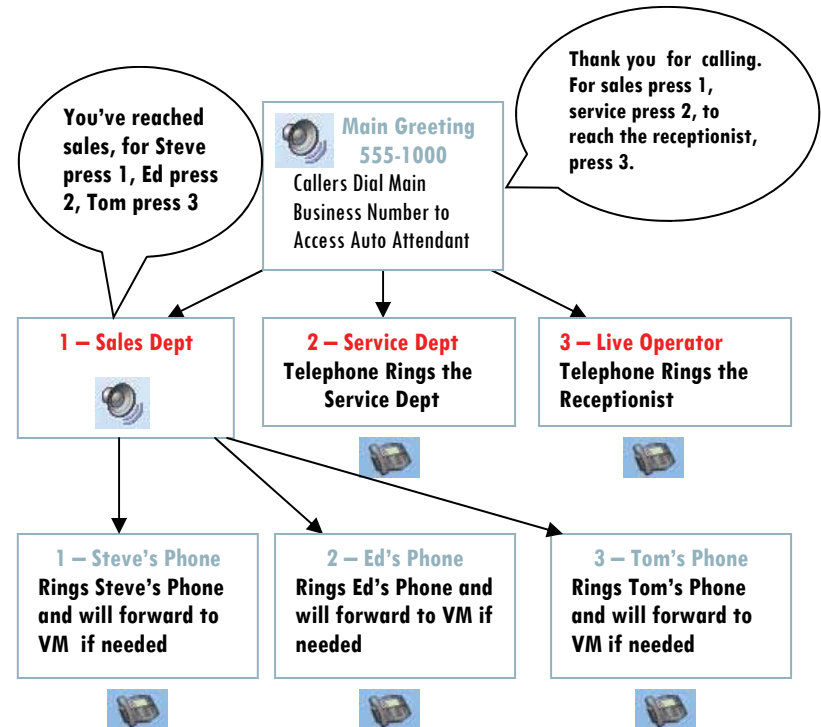 Thank you for calling.
For sales press 1,
service press 2, to
reach the receptionist,
press 3.
You've reached
sales, for Steve
press 1, Ed press
2, Tom press 3
Main Greeting
555-1000
Callers Dial Main
Business Number to
Access Auto Attendant
1 – Sales Dept
2 – Service Dept
Telephone Rings the
Service Dept
3 – Live Operator
Telephone Rings the
Receptionist
1 – Steve's Phone
Rings Steve's Phone
and will forward to
VM if needed
2 – Ed's Phone
Rings Ed's Phone and
will forward to VM if
needed
3 – Tom's Phone
Rings Tom's Phone
and will forward to
VM if needed